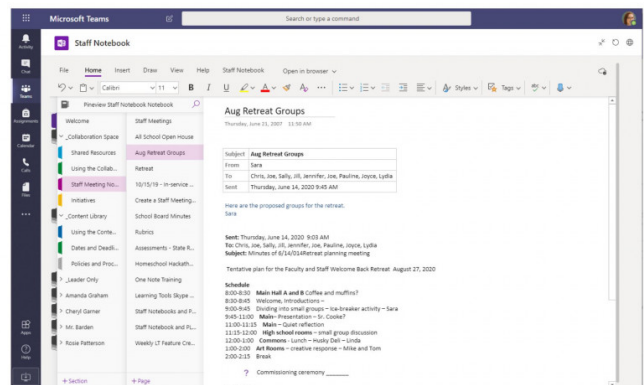 Microsoft Teams
Search or type a command
Activity
Chat
Teams
Assignments
Calendar
Calls
Files
Apps
Help
Staff Notebook
File Home Insert Draw View Help Staff Notebook Open in browser
Calibri 11 B I U A Styles Tags
Pineview Staff Notebook Notebook
Welcome
_Collaboration Space
Shared Resources
Using the Collab...
Staff Meeting No...
Initiatives
_Content Library
Using the Conte...
Dates and Deadli...
Policies and Proc...
_Leader Only
Amanda Graham
Cheryl Garner
Mr. Barden
Rosie Patterson
+ Section
Staff Meetings
All School Open House
Aug Retreat Groups
Retreat
10/15/19 - In-service ...
Create a Staff Meeting...
School Board Minutes
Rubrics
Assessments - State R...
Homeschool Hackath...
One Note Training
Learning Tools Skype ...
Staff Notebooks and P...
Staff Notebook and PL...
Weekly LT Feature Cre...
+ Page
Aug Retreat Groups
Thursday, June 21, 2007 11:59 AM
Subject Aug Retreat Groups
From Sara
To Chris, Joe, Sally, Jill, Jennifer, Joe, Pauline, Joyce, Lydia
Sent Thursday, June 14, 2020 9:45 AM
Here are the proposed groups for the retreat.
Sara
Sent: Thursday, June 14, 2020 9:03 AM
To: Chris, Joe, Sally, Jill, Jennifer, Joe, Pauline, Joyce, Lydia
Subject: Minutes of 6/14/014Retreat planning meeting
Tentative plan for the Faculty and Staff Welcome Back Retreat August 27, 2020
Schedule
8:00-8:30 Main Hall A and B Coffee and muffins?
8:30-8:45 Welcome, Introductions –
9:00-9:45 Dividing into small groups – ice-breaker activity – Sara
9:45-11:00 Main– Presentation – Sr. Cooke?
11:00-11:15 Main – Quiet reflection
11:15-12:00 High school rooms – small group discussion
12:00-1:00 Commons - Lunch – Husky Deli – Linda
1:00-2:00 Art Rooms – creative response – Mike and Tom
2:00-2:15 Break
? Commissioning ceremony _______